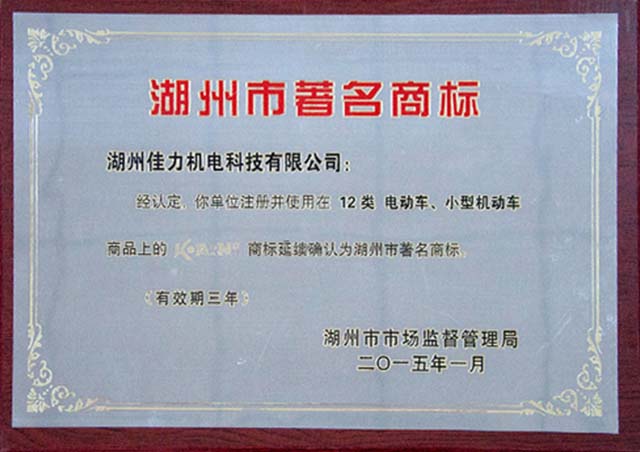 湖州市著名商标
湖州佳力机电科技有限公司：
经认定，你单位注册并使用在 12类 电动车、小型机动车
商品上的 商标延续确认为湖州市著名商标。
（有效期三年）
湖州市市场监督管理局
二〇一五年一月